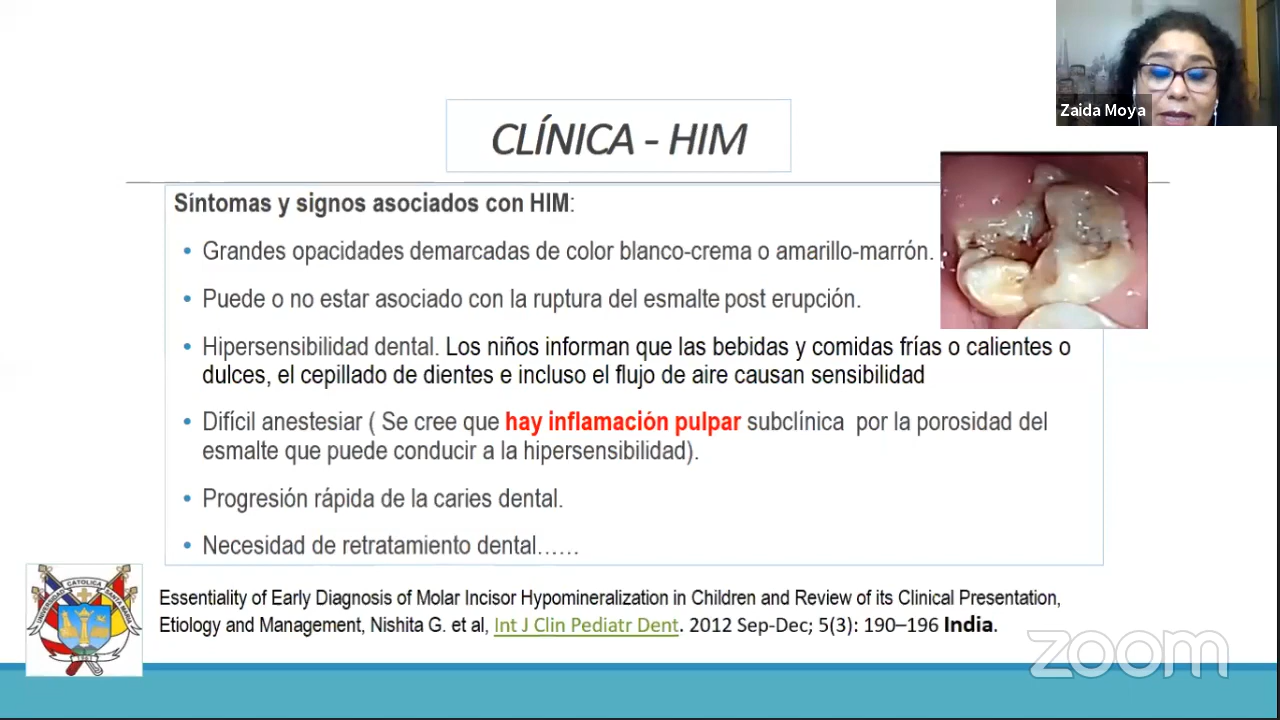 Zaida Moya
CLÍNICA - HIM
Síntomas y signos asociados con HIM:
• Grandes opacidades demarcadas de color blanco-crema o amarillo-marrón.
• Puede o no estar asociado con la ruptura del esmalte post erupción.
• Hipersensibilidad dental. Los niños informan que las bebidas y comidas frías o calientes o
dulces, el cepillado de dientes e incluso el flujo de aire causan sensibilidad
• Difícil anestesiar ( Se cree que hay inflamación pulpar subclínica por la porosidad del
esmalte que puede conducir a la hipersensibilidad).
• Progresión rápida de la caries dental.
• Necesidad de retratamiento dental……
Essentiality of Early Diagnosis of Molar Incisor Hypomineralization in Children and Review of its Clinical Presentation,
Etiology and Management, Nishita G. et al, Int J Clin Pediatr Dent. 2012 Sep-Dec; 5(3): 190–196 India.
UNIVERSIDAD CATOLICA SANTA MARIA
zoom